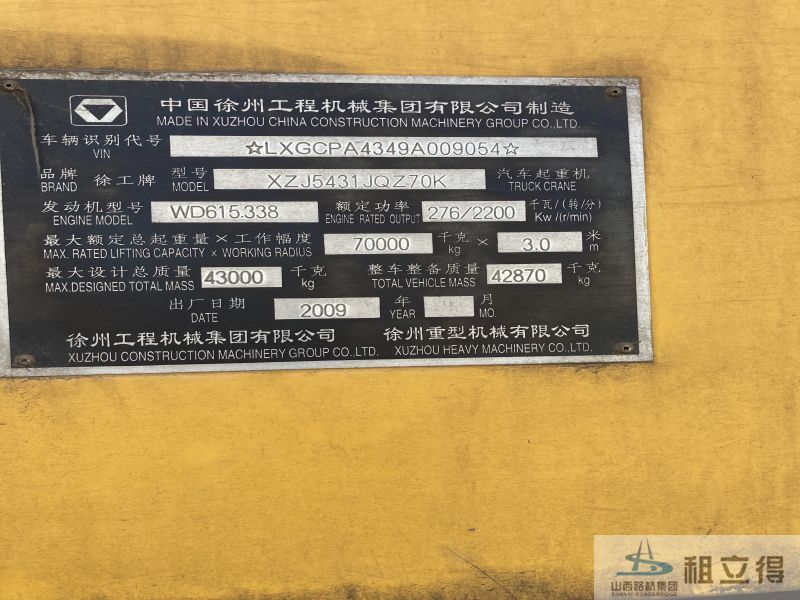 中国徐州工程机械集团有限公司制造
MADE IN XUZHOU CHINA CONSTRUCTION MACHINERY GROUP CO.,LTD.
车辆识别代号 ☆LXGCPA4349A009054☆
VIN
品牌 徐工牌 型号 XZJ5431JQZ70K 汽车起重机
BRAND MODEL TRUCK CRANE
发动机型号 WD615.338 额定功率 276/2200 千瓦/(转/分)
ENGINE MODEL ENGINE RATED OUTPUT Kw/(r/min)
最大额定总起重量×工作幅度 70000 千克 × 3.0 米
MAX. RATED LIFTING CAPACITY × WORKING RADIUS kg m
最大设计总质量 43000 千克 整车整备质量 42870 千克
MAX.DESIGNED TOTAL MASS kg TOTAL VEHICLE MASS kg
出厂日期 2009 年 月
DATE YEAR MO.
徐州工程机械集团有限公司 徐州重型机械有限公司
XUZHOU CONSTRUCTION MACHINERY GROUP CO.,LTD. XUZHOU HEAVY MACHINERY CO.,LTD.
山西路桥集团 租立得
SHANXI ROAD&BRIDGE